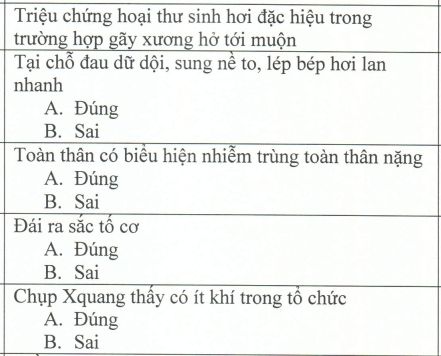 Triệu chứng hoại thư sinh hơi đặc hiệu trong
trường hợp gãy xương hở tới muộn
Tại chỗ đau dữ dội, sung nề to, lép bép hơi lan
nhanh
A. Đúng
B. Sai
Toàn thân có biểu hiện nhiễm trùng toàn thân nặng
A. Đúng
B. Sai
Đái ra sắc tố cơ
A. Đúng
B. Sai
Chụp Xquang thấy có ít khí trong tổ chức
A. Đúng
B. Sai